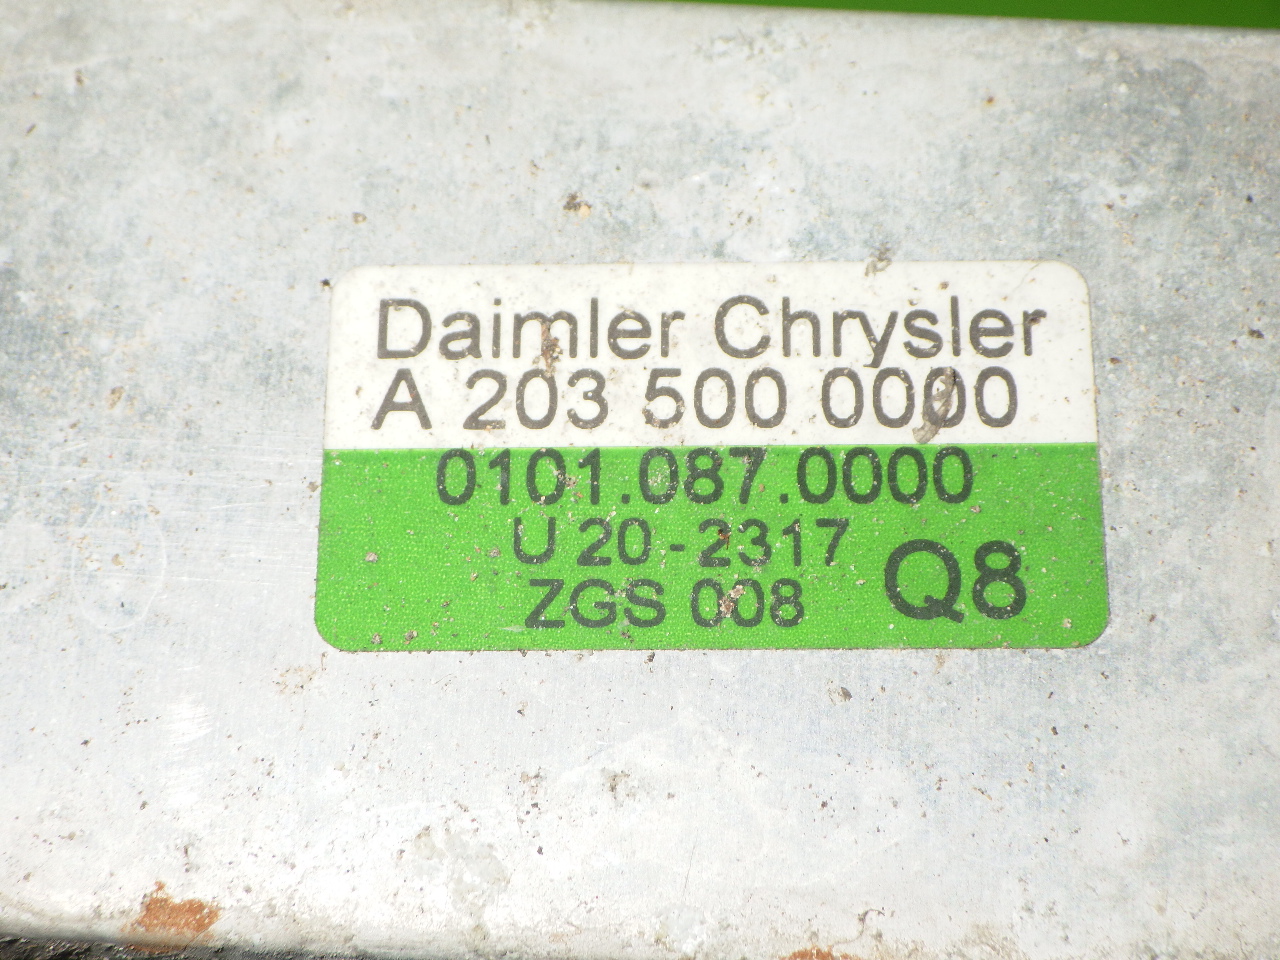 Daimler Chrysler
A 203 500 0000
0101.087.0000
U 20-2317
ZGS 008 Q8